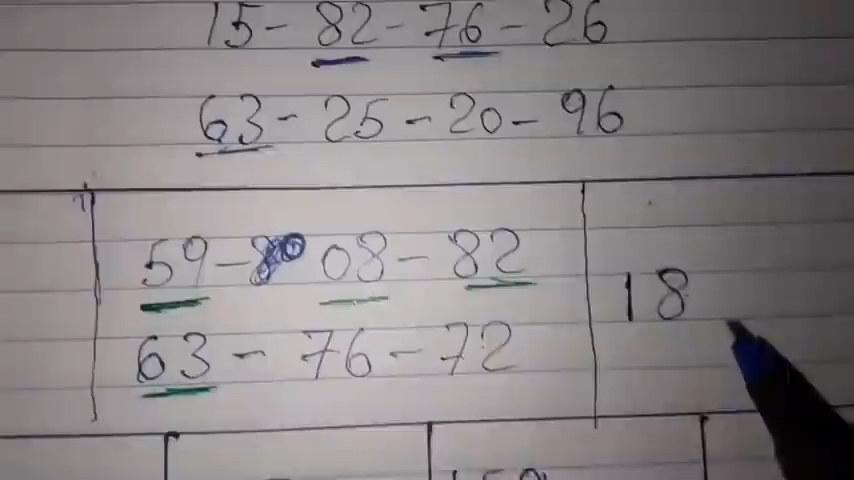 15 - 82 - 76 - 26
63 - 25 - 20 - 96
59 - 08 - 82
18
63 - 76 - 72